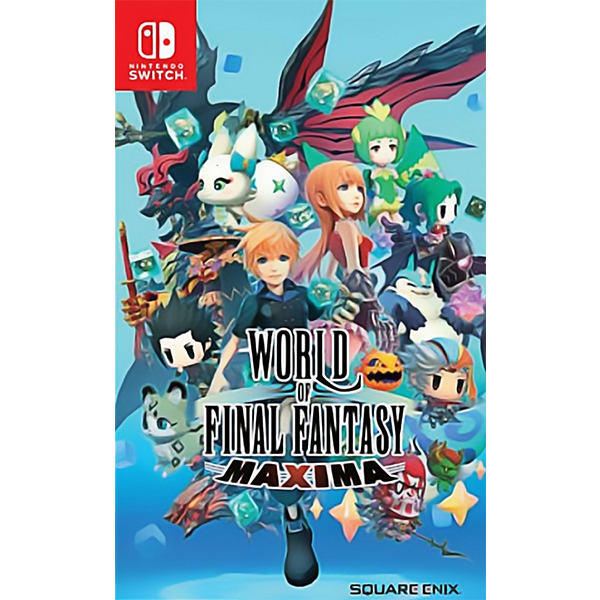 NINTENDO
SWITCH
WORLD
OF
FINAL FANTASY
MAXIMA
SQUARE ENIX